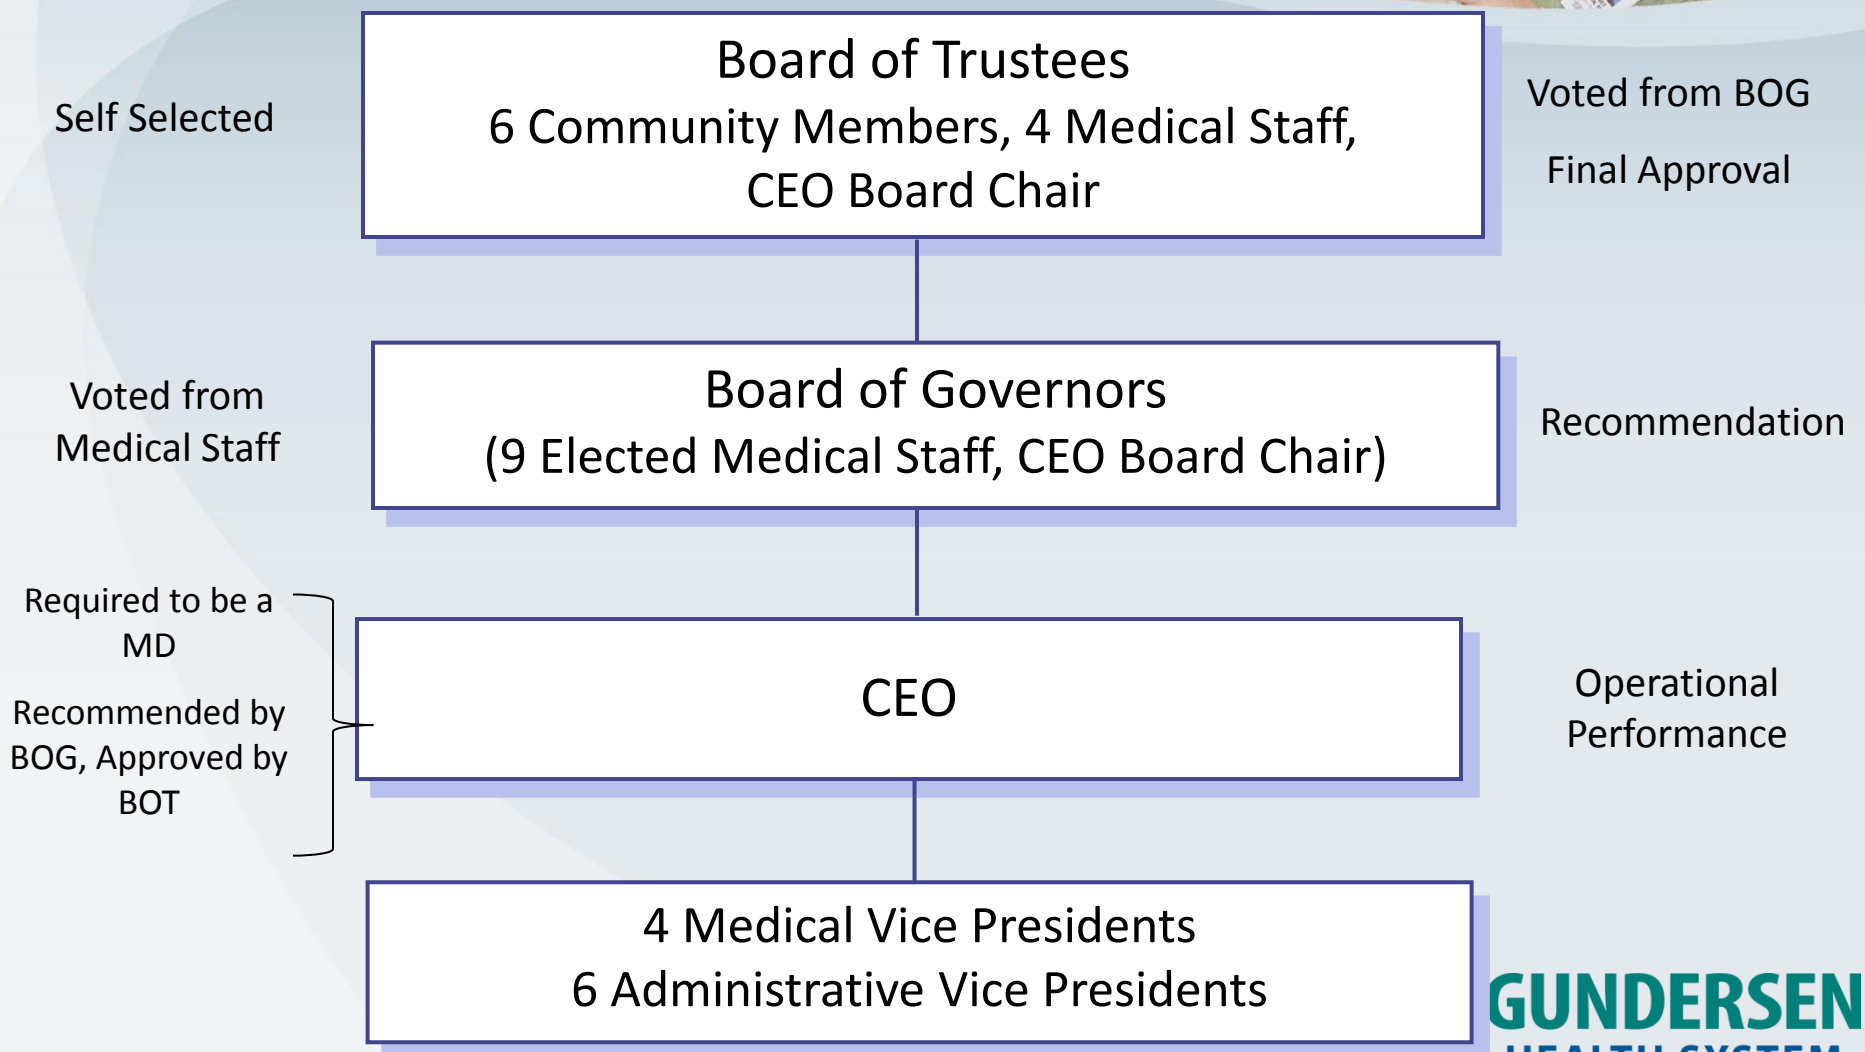 Self Selected
Board of Trustees
6 Community Members, 4 Medical Staff,
CEO Board Chair
Voted from BOG
Final Approval
Voted from
Medical Staff
Board of Governors
(9 Elected Medical Staff, CEO Board Chair)
Recommendation
Required to be a
MD
Recommended by
BOG, Approved by
BOT
CEO
Operational
Performance
4 Medical Vice Presidents
6 Administrative Vice Presidents
GUNDERSEN
HEALTH SYSTEM